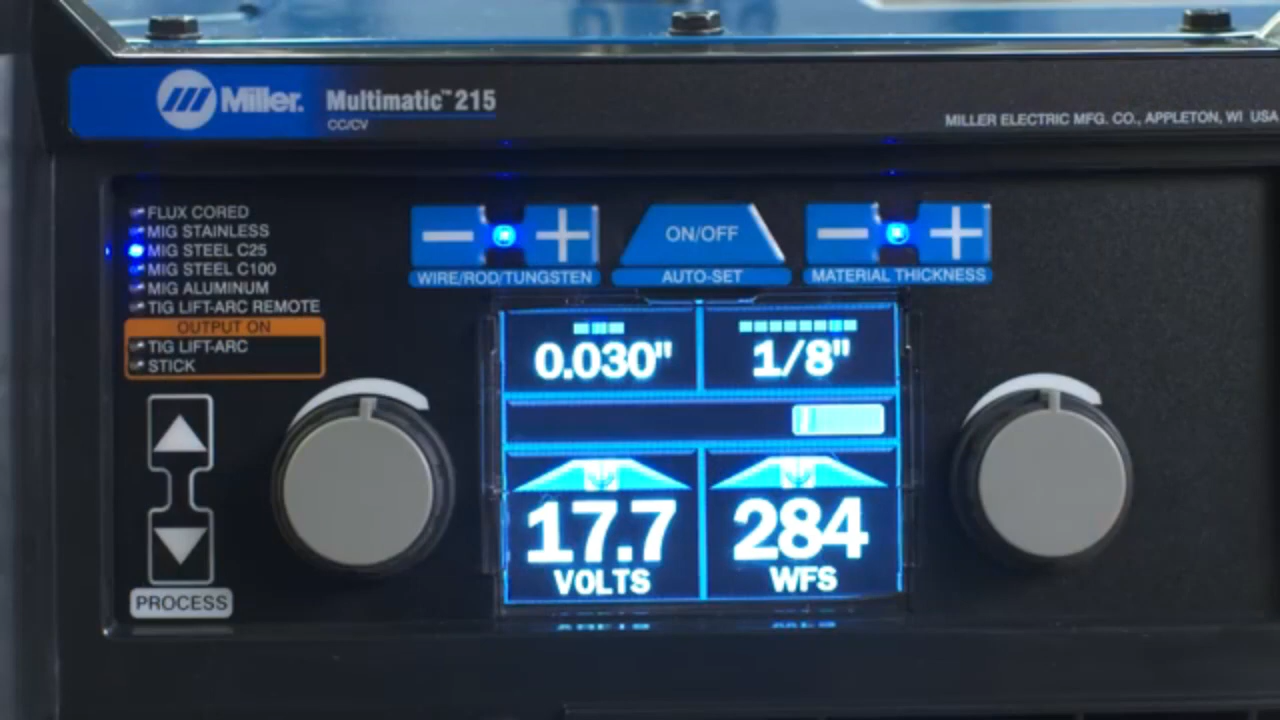 Miller. Multimatic™ 215
CC/CV
MILLER ELECTRIC MFG. CO., APPLETON, WI USA
FLUX CORED
MIG STAINLESS
MIG STEEL C25
MIG STEEL C100
MIG ALUMINUM
TIG LIFT-ARC REMOTE
OUTPUT ON
TIG LIFT-ARC
STICK
PROCESS
− +
WIRE/ROD/TUNGSTEN
ON/OFF
AUTO-SET
− +
MATERIAL THICKNESS
0.030"
1/8"
17.7
VOLTS
284
WFS